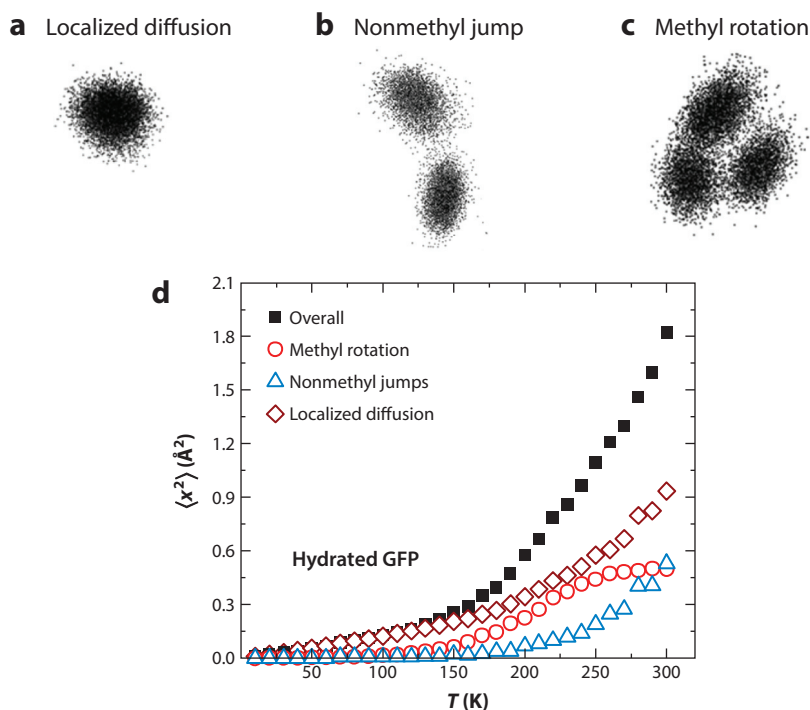 a Localized diffusion
b Nonmethyl jump
c Methyl rotation
d
2.1
1.8
1.5
1.2
0.9
0.6
0.3
0.0
⟨x²⟩ (Å²)
Overall
Methyl rotation
Nonmethyl jumps
Localized diffusion
Hydrated GFP
50 100 150 200 250 300
T (K)